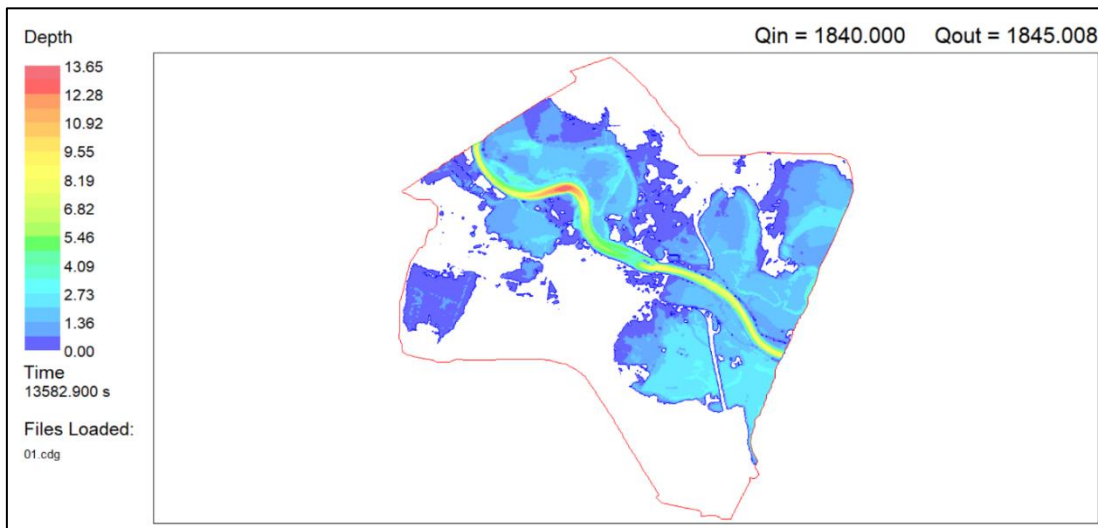 Depth
Qin = 1840.000 Qout = 1845.008
13.65
12.28
10.92
9.55
8.19
6.82
5.46
4.09
2.73
1.36
0.00
Time
13582.900 s
Files Loaded:
01.cdg